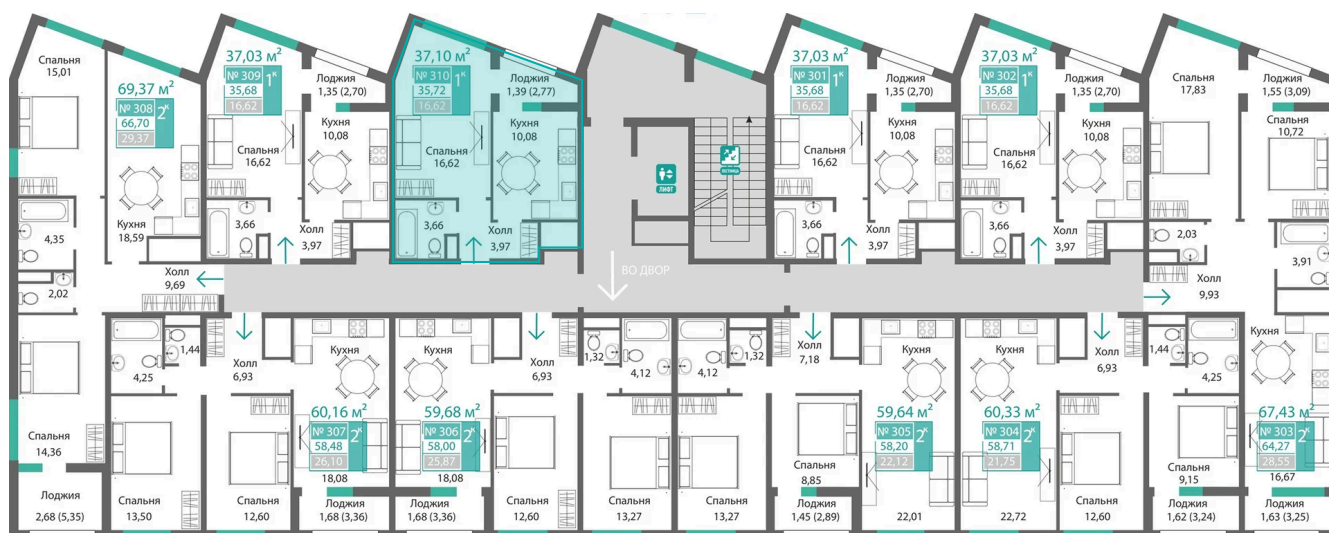 Спальня
15,01
69,37 м²
№ 308
66,70
29,37
2к
Кухня
18,59
4,35
2,02
Холл
9,69
Спальня
14,36
Лоджия
2,68 (5,35)
37,03 м²
№ 309
35,68
16,62
1к
Лоджия
1,35 (2,70)
Кухня
10,08
Спальня
16,62
3,66
Холл
3,97
37,10 м²
№ 310
35,72
16,62
1к
Лоджия
1,39 (2,77)
Кухня
10,08
Спальня
16,62
3,66
Холл
3,97
ЛИФТ
ЛЕСТНИЦА
ВО ДВОР
37,03 м²
№ 301
35,68
16,62
1к
Лоджия
1,35 (2,70)
Кухня
10,08
Спальня
16,62
3,66
Холл
3,97
37,03 м²
№ 302
35,68
16,62
1к
Лоджия
1,35 (2,70)
Кухня
10,08
Спальня
16,62
3,66
Холл
3,97
Спальня
17,83
Лоджия
1,55 (3,09)
Спальня
10,72
2,03
3,91
Холл
9,93
Кухня
67,43 м²
№ 303
64,27
28,55
2к
16,67
Лоджия
1,63 (3,25)
4,25
1,44
Холл
6,93
Кухня
60,16 м²
№ 307
58,48
26,10
2к
18,08
Спальня
13,50
Спальня
12,60
Лоджия
1,68 (3,36)
Кухня
59,68 м²
№ 306
58,00
25,87
2к
18,08
Лоджия
1,68 (3,36)
Холл
6,93
1,32
4,12
Спальня
12,60
Спальня
13,27
4,12
1,32
Холл
7,18
Кухня
59,64 м²
№ 305
58,20
22,12
2к
Спальня
13,27
Спальня
8,85
Лоджия
1,45 (2,89)
22,01
Кухня
60,33 м²
№ 304
58,71
21,75
2к
22,72
Холл
6,93
1,44
4,25
Спальня
12,60
Спальня
9,15
Лоджия
1,62 (3,24)